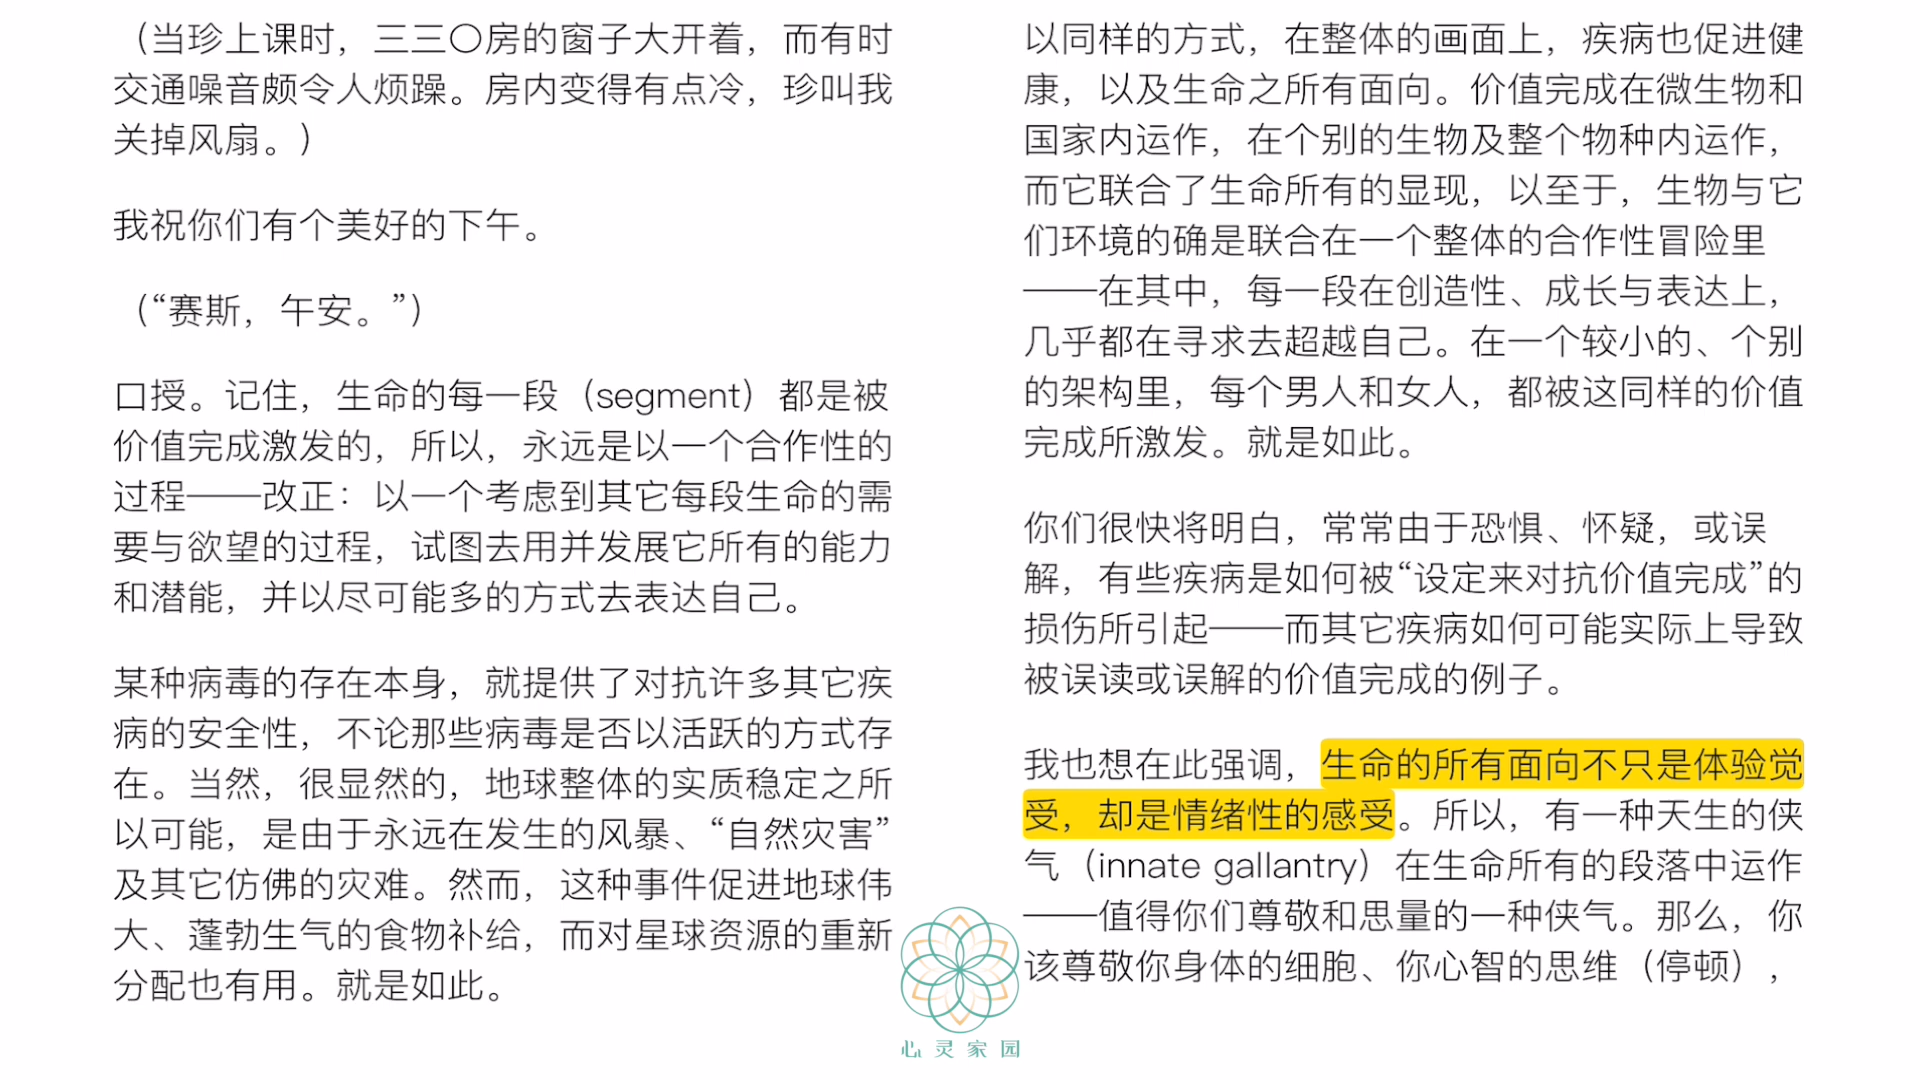 （当珍上课时，三三〇房的窗子大开着，而有时
交通噪音颇令人烦躁。房内变得有点冷，珍叫我
关掉风扇。）
我祝你们有个美好的下午。
（“赛斯，午安。”）
口授。记住，生命的每一段（segment）都是被
价值完成激发的，所以，永远是以一个合作性的
过程——改正：以一个考虑到其它每段生命的需
要与欲望的过程，试图去用并发展它所有的能力
和潜能，并以尽可能多的方式去表达自己。
某种病毒的存在本身，就提供了对抗许多其它疾
病的安全性，不论那些病毒是否以活跃的方式存
在。当然，很显然的，地球整体的实质稳定之所
以可能，是由于永远在发生的风暴、“自然灾害”
及其它仿佛的灾难。然而，这种事件促进地球伟
大、蓬勃生气的食物补给，而对星球资源的重新
分配也有用。就是如此。
以同样的方式，在整体的画面上，疾病也促进健
康，以及生命之所有面向。价值完成在微生物和
国家内运作，在个别的生物及整个物种内运作，
而它联合了生命所有的显现，以至于，生物与它
们环境的确是联合在一个整体的合作性冒险里
——在其中，每一段在创造性、成长与表达上，
几乎都在寻求去超越自己。在一个较小的、个别
的架构里，每个男人和女人，都被这同样的价值
完成所激发。就是如此。
你们很快将明白，常常由于恐惧、怀疑，或误
解，有些疾病是如何被“设定来对抗价值完成”的
损伤所引起——而其它疾病如何可能实际上导致
被误读或误解的价值完成的例子。
我也想在此强调，生命的所有面向不只是体验觉
受，却是情绪性的感受。所以，有一种天生的侠
气（innate gallantry）在生命所有的段落中运作
——值得你们尊敬和思量的一种侠气。那么，你
该尊敬你身体的细胞、你心智的思维（停顿），
心灵家园